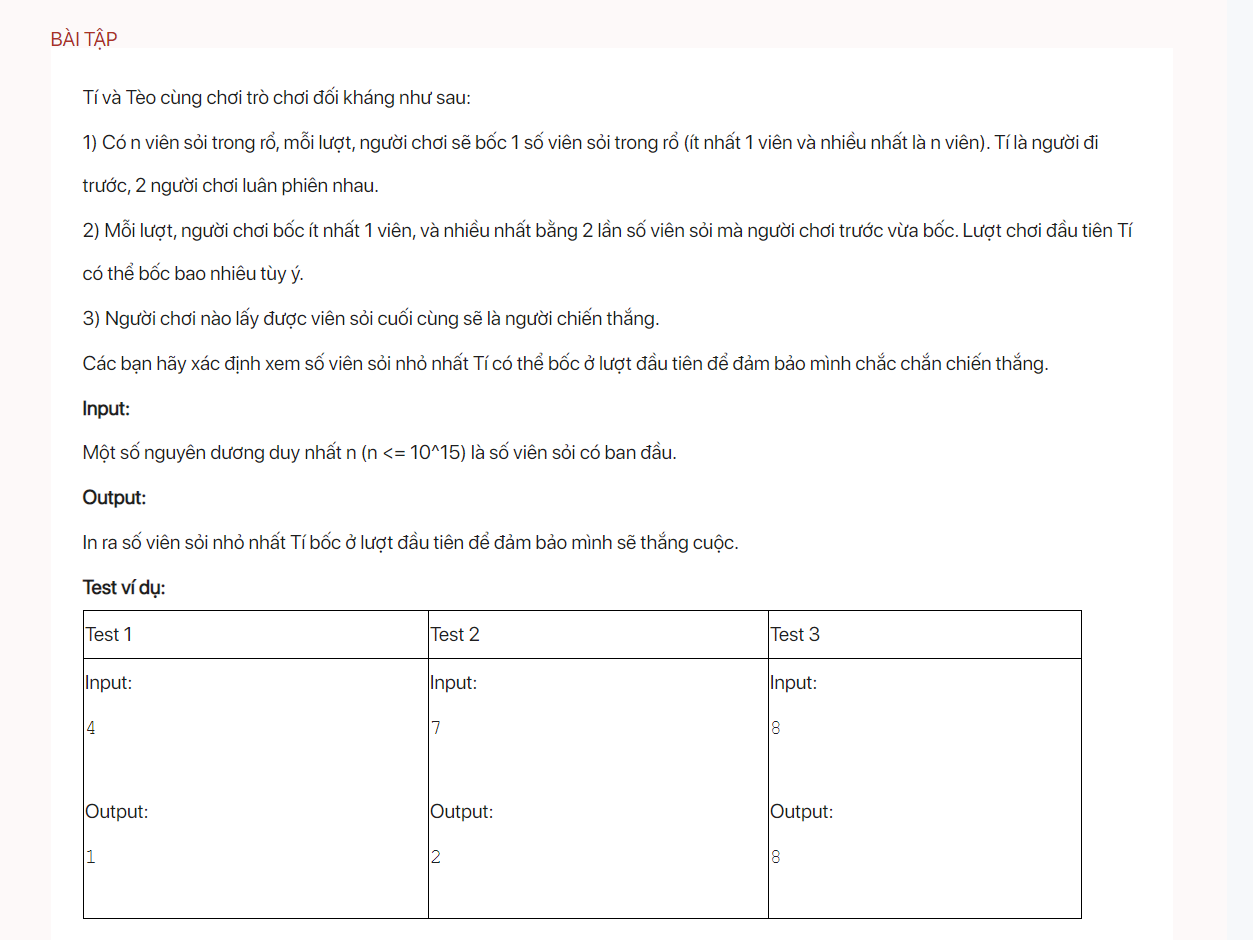 BÀI TẬP
Tí và Tèo cùng chơi trò chơi đối kháng như sau:
1) Có n viên sỏi trong rổ, mỗi lượt, người chơi sẽ bốc 1 số viên sỏi trong rổ (ít nhất 1 viên và nhiều nhất là n viên). Tí là người đi
trước, 2 người chơi luân phiên nhau.
2) Mỗi lượt, người chơi bốc ít nhất 1 viên, và nhiều nhất bằng 2 lần số viên sỏi mà người chơi trước vừa bốc. Lượt chơi đầu tiên Tí
có thể bốc bao nhiêu tùy ý.
3) Người chơi nào lấy được viên sỏi cuối cùng sẽ là người chiến thắng.
Các bạn hãy xác định xem số viên sỏi nhỏ nhất Tí có thể bốc ở lượt đầu tiên để đảm bảo mình chắc chắn chiến thắng.
Input:
Một số nguyên dương duy nhất n (n <= 10^15) là số viên sỏi có ban đầu.
Output:
In ra số viên sỏi nhỏ nhất Tí bốc ở lượt đầu tiên để đảm bảo mình sẽ thắng cuộc.
Test ví dụ:
Test 1
Test 2
Test 3
Input:
4
Output:
1
Input:
7
Output:
2
Input:
8
Output:
8